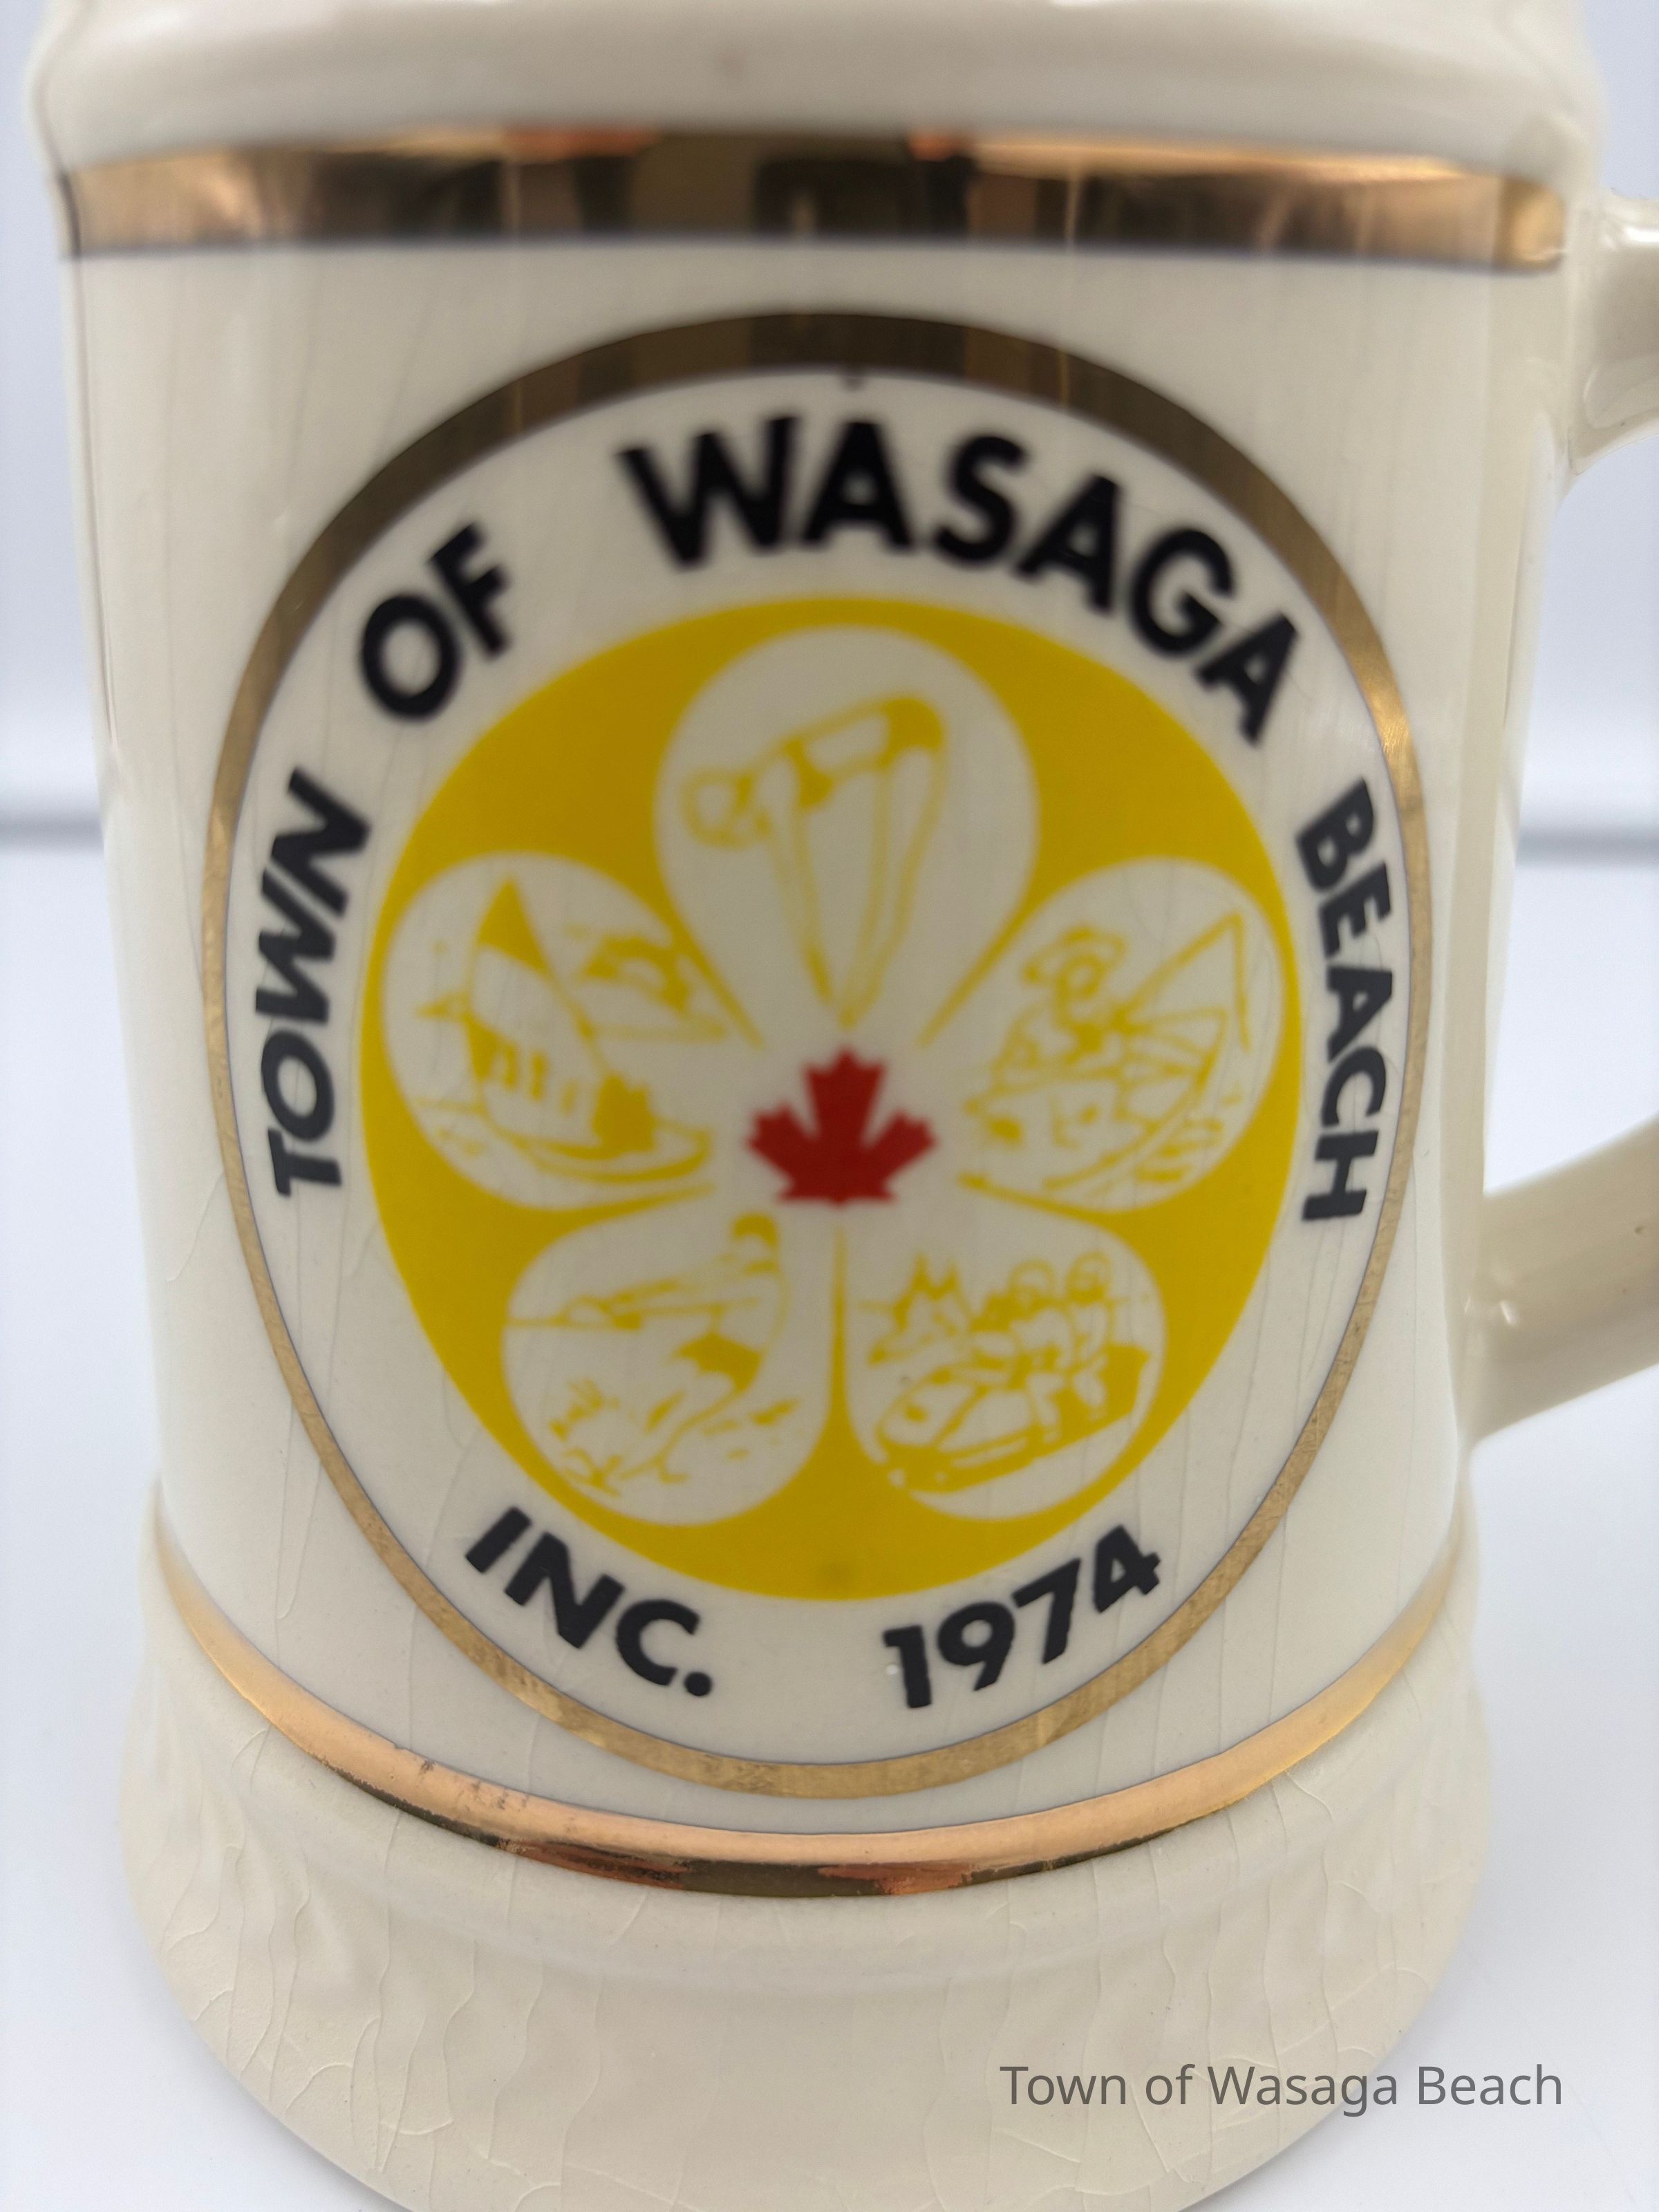 TOWN OF WASAGA BEACH
INC. 1974
Town of Wasaga Beach